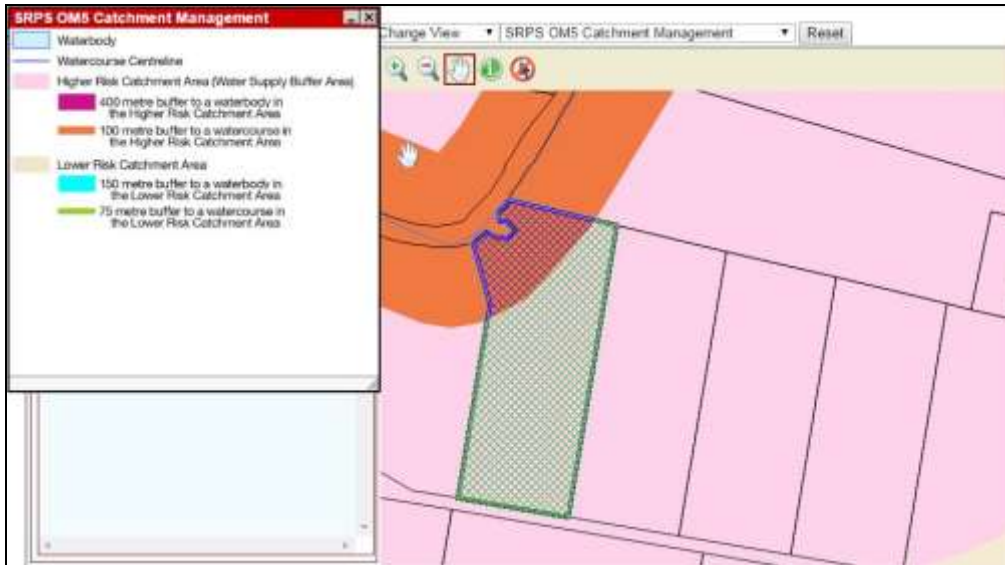 SRPS OM5 Catchment Management
Change View SRPS OM5 Catchment Management Reset
Waterbody
Watercourse Centreline
Higher Risk Catchment Area (Water Supply Buffer Area)
400 metre buffer to a waterbody in
the Higher Risk Catchment Area
100 metre buffer to a watercourse in
the Higher Risk Catchment Area
Lower Risk Catchment Area
150 metre buffer to a waterbody in
the Lower Risk Catchment Area
75 metre buffer to a watercourse in
the Lower Risk Catchment Area